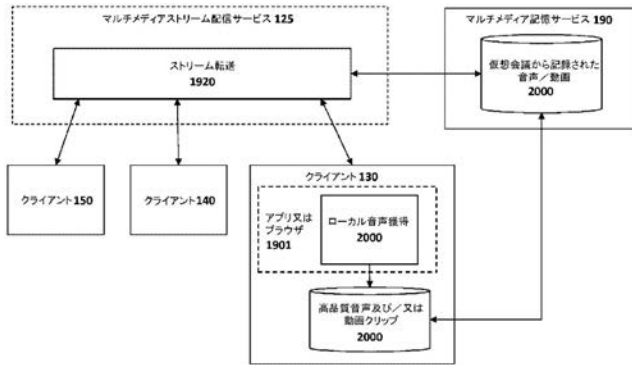 マルチメディアストリーム配信サービス 125
ストリーム転送
1920
マルチメディア記憶サービス 190
仮想会議から記録された
音声／動画
2000
クライアント 150
クライアント 140
クライアント 130
アプリ又は
ブラウザ
1901
ローカル音声獲得
2000
高品質音声及び／又は
動画クリップ
2000